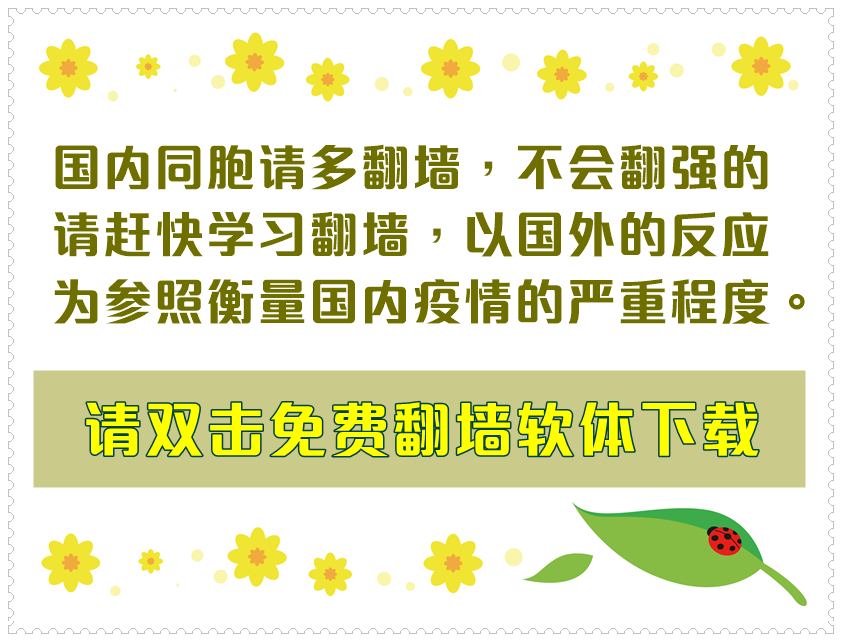 国内同胞请多翻墙，不会翻强的
请赶快学习翻墙，以国外的反应
为参照衡量国内疫情的严重程度。
请双击免费翻墙软体下载